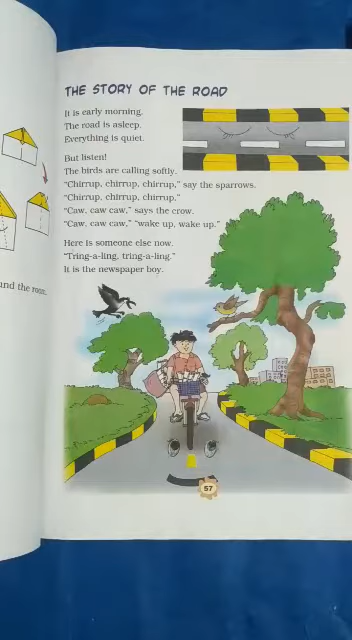 THE STORY OF THE ROAD
It is early morning.
The road is asleep.
Everything is quiet.
But listen!
The birds are calling softly.
"Chirrup, chirrup, chirrup," say the sparrows.
"Chirrup, chirrup, chirrup."
"Caw, caw caw," says the crow.
"Caw, caw caw," "wake up, wake up."
Here is someone else now.
"Tring-a-ling, tring-a-ling."
It is the newspaper boy.
und the room.
57